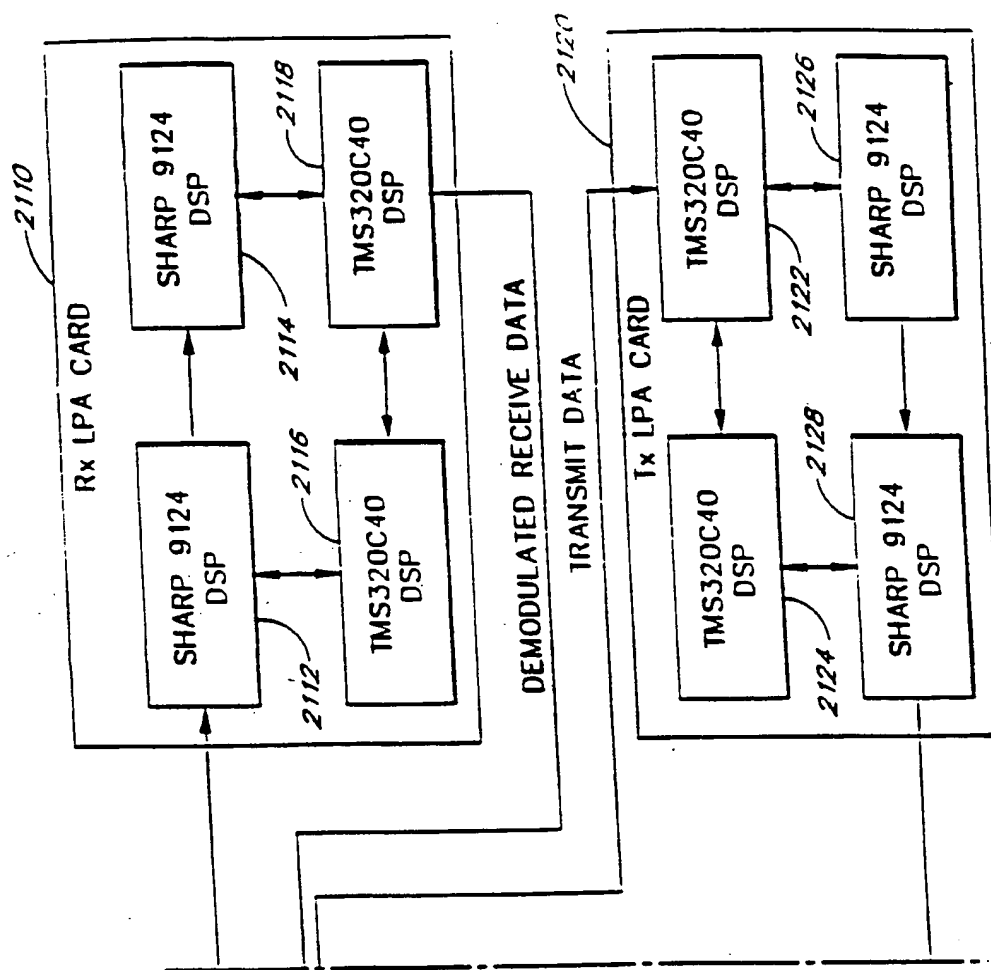 2110
Rx LPA CARD
SHARP 9124
DSP
2112
SHARP 9124
DSP
2114
TMS320C40
DSP
2116
TMS320C40
DSP
2118
DEMODULATED RECEIVE DATA
TRANSMIT DATA
2120
Tx LPA CARD
TMS320C40
DSP
2124
TMS320C40
DSP
2122
SHARP 9124
DSP
2128
SHARP 9124
DSP
2126